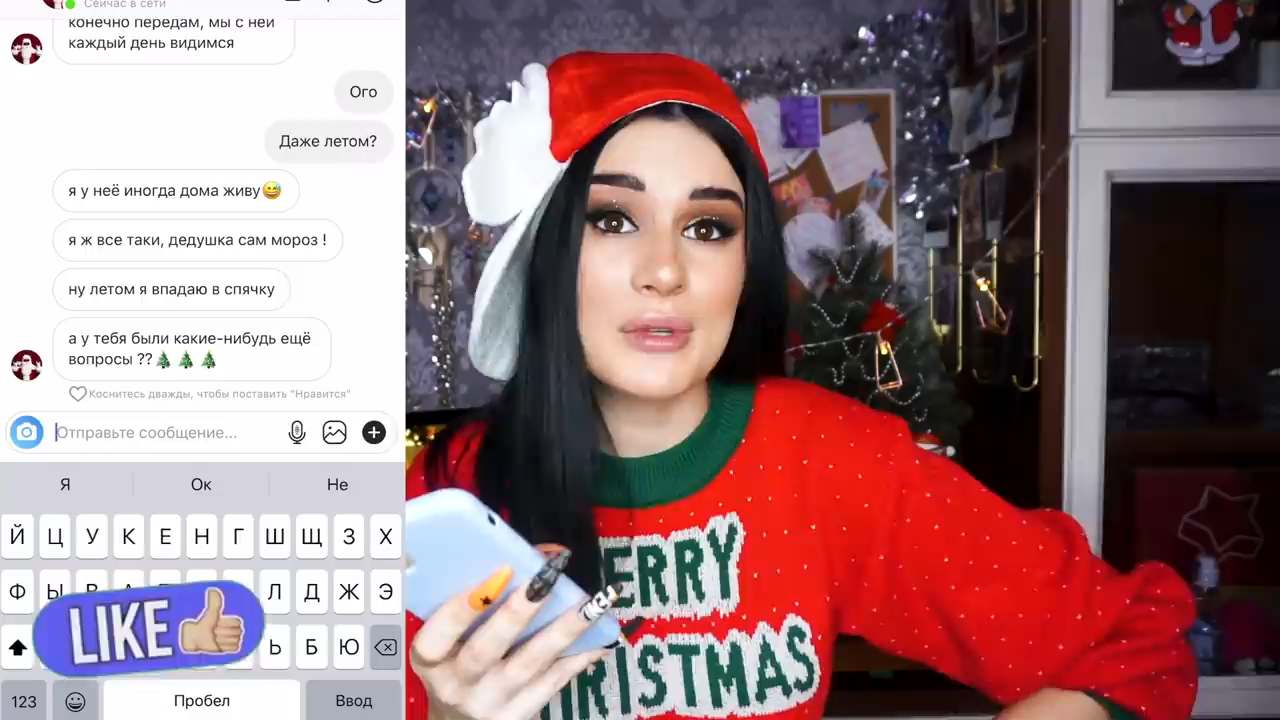 Сейчас в сети
конечно передам, мы с ней
каждый день видимся
Ого
Даже летом?
я у неё иногда дома живу😅
я ж все таки, дедушка сам мороз !
ну летом я впадаю в спячку
а у тебя были какие-нибудь ещё
вопросы ??🎄🎄🎄
Коснитесь дважды, чтобы поставить "Нравится"
Отправьте сообщение...
Я Ок Не
Й Ц У К Е Н Г Ш Щ З Х
Ф Ы Л Д Ж Э
LIKE
Ь Б Ю
123 Пробел Ввод
ERRY
HRISTMAS